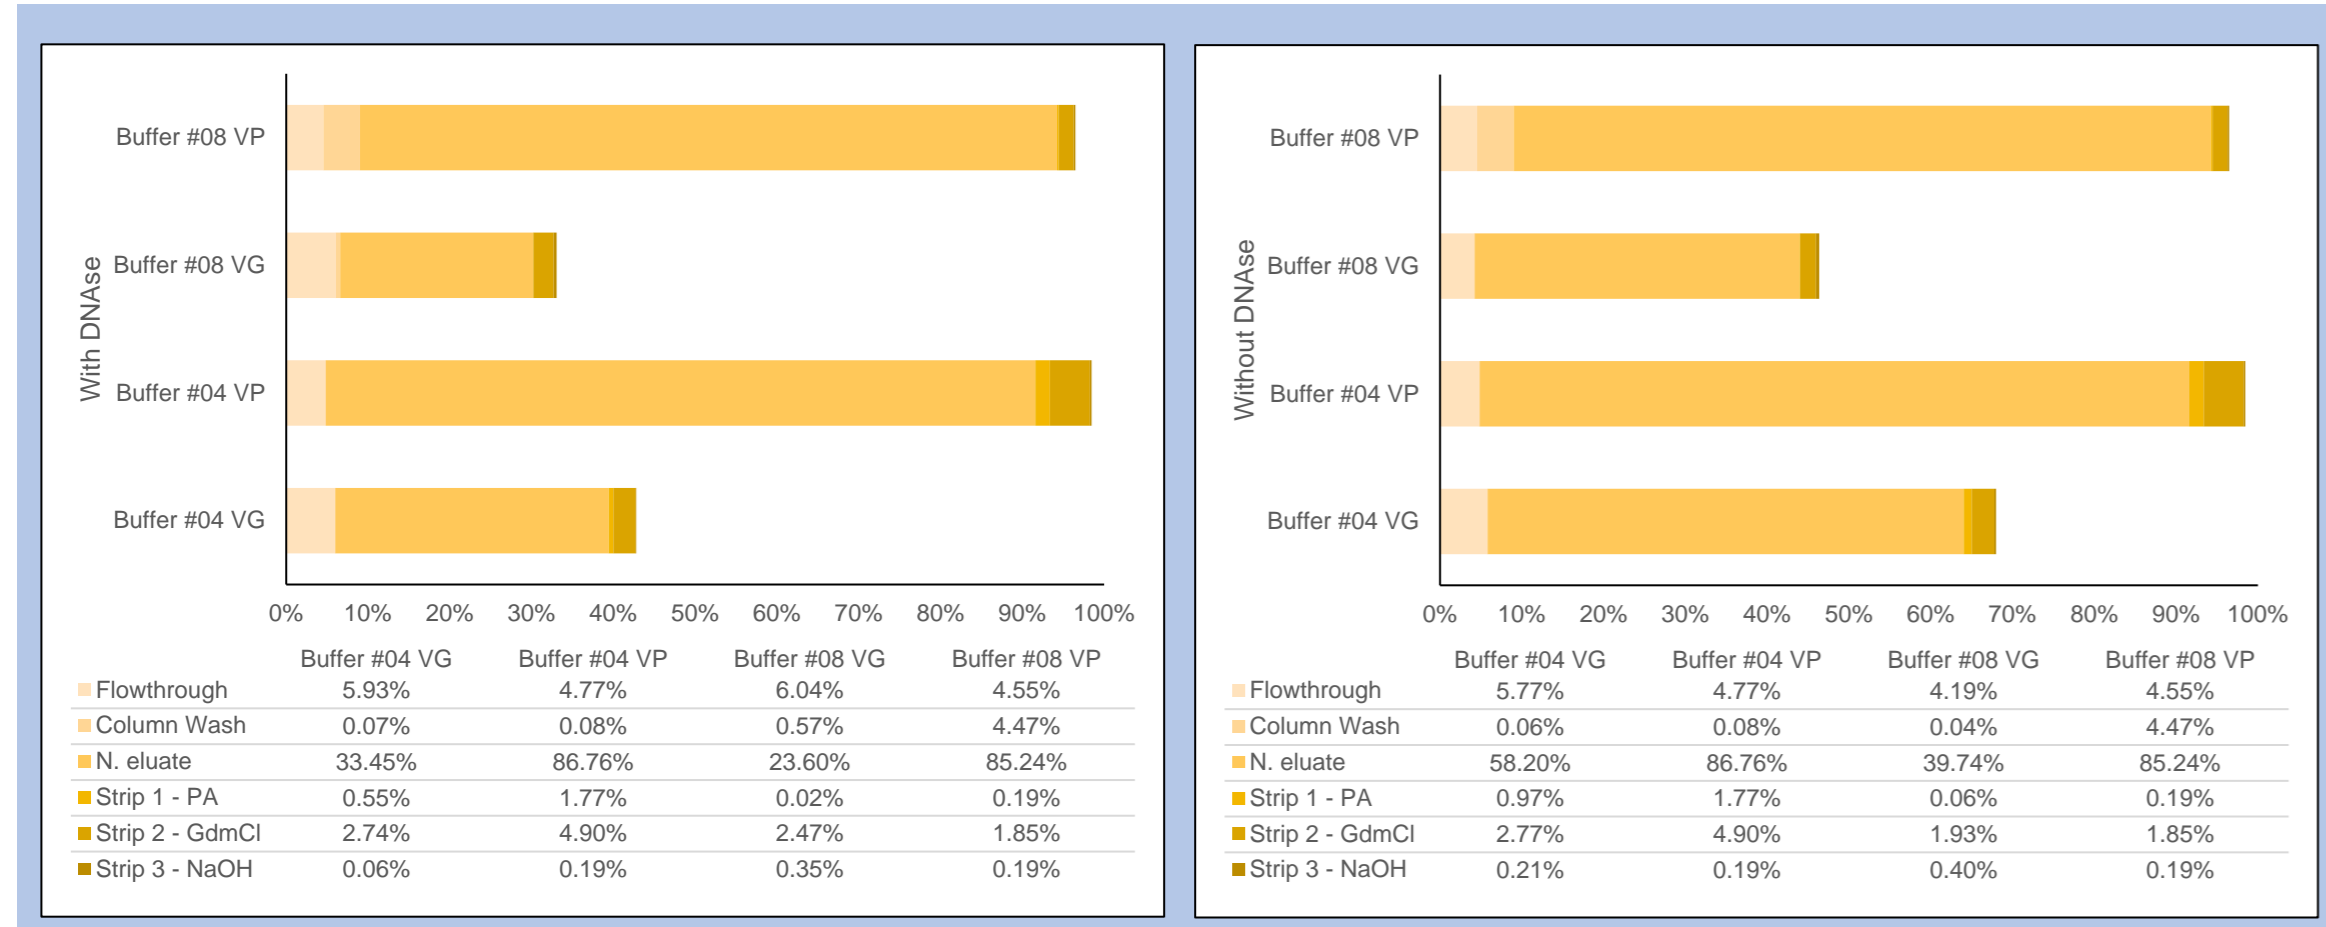 With DNAse
Buffer #08 VP
Buffer #08 VG
Buffer #04 VP
Buffer #04 VG
0% 10% 20% 30% 40% 50% 60% 70% 80% 90% 100%
Buffer #04 VG Buffer #04 VP Buffer #08 VG Buffer #08 VP
Flowthrough 5.93% 4.77% 6.04% 4.55%
Column Wash 0.07% 0.08% 0.57% 4.47%
N. eluate 33.45% 86.76% 23.60% 85.24%
Strip 1 - PA 0.55% 1.77% 0.02% 0.19%
Strip 2 - GdmCl 2.74% 4.90% 2.47% 1.85%
Strip 3 - NaOH 0.06% 0.19% 0.35% 0.19%
Without DNAse
Buffer #08 VP
Buffer #08 VG
Buffer #04 VP
Buffer #04 VG
0% 10% 20% 30% 40% 50% 60% 70% 80% 90% 100%
Buffer #04 VG Buffer #04 VP Buffer #08 VG Buffer #08 VP
Flowthrough 5.77% 4.77% 4.19% 4.55%
Column Wash 0.06% 0.08% 0.04% 4.47%
N. eluate 58.20% 86.76% 39.74% 85.24%
Strip 1 - PA 0.97% 1.77% 0.06% 0.19%
Strip 2 - GdmCl 2.77% 4.90% 1.93% 1.85%
Strip 3 - NaOH 0.21% 0.19% 0.40% 0.19%